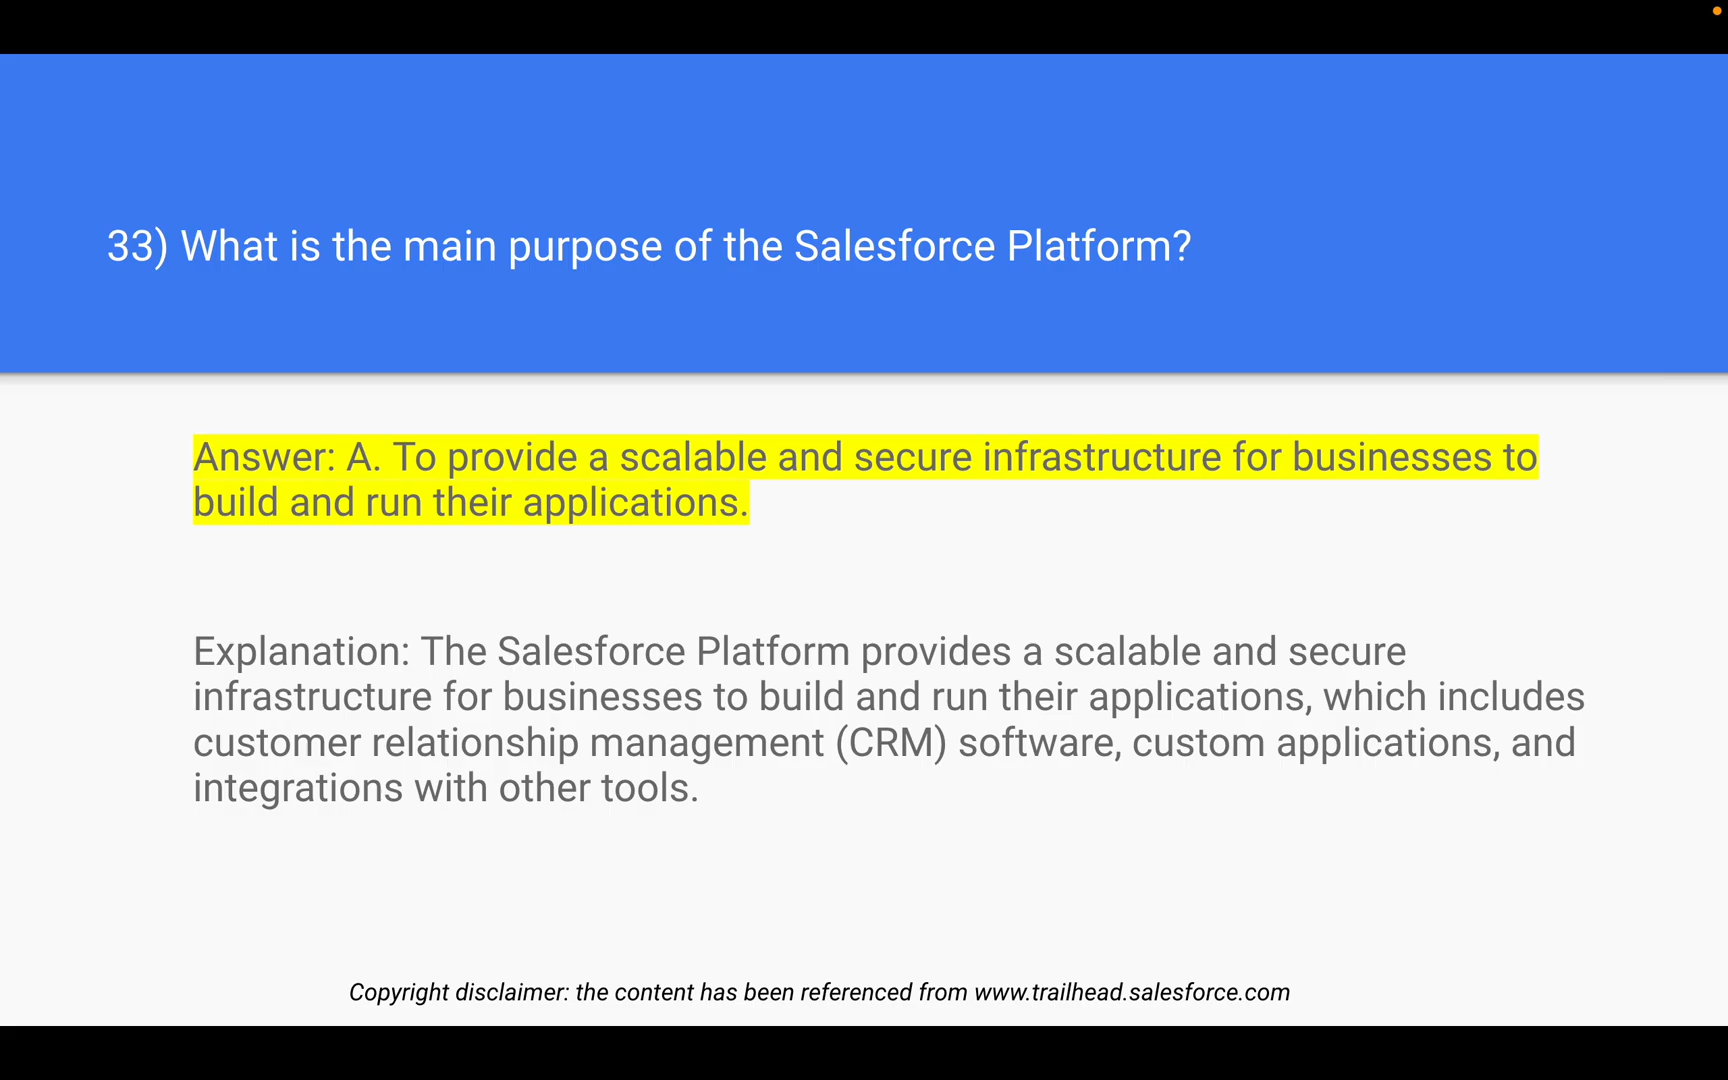 33) What is the main purpose of the Salesforce Platform?
Answer: A. To provide a scalable and secure infrastructure for businesses to
build and run their applications.
Explanation: The Salesforce Platform provides a scalable and secure
infrastructure for businesses to build and run their applications, which includes
customer relationship management (CRM) software, custom applications, and
integrations with other tools.
Copyright disclaimer: the content has been referenced from www.trailhead.salesforce.com